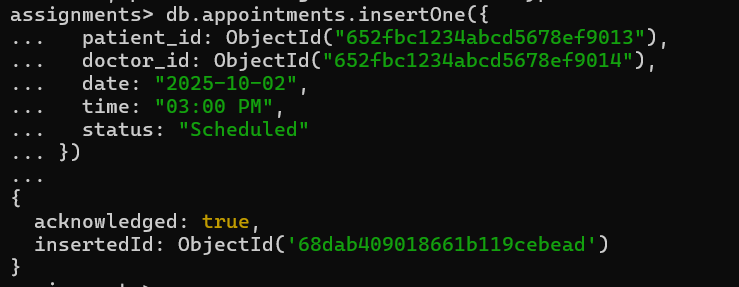 assignments> db.appointments.insertOne({
...   patient_id: ObjectId("652fbc1234abcd5678ef9013"),
...   doctor_id: ObjectId("652fbc1234abcd5678ef9014"),
...   date: "2025-10-02",
...   time: "03:00 PM",
...   status: "Scheduled"
... })
...
{
  acknowledged: true,
  insertedId: ObjectId('68dab409018661b119cebead')
}